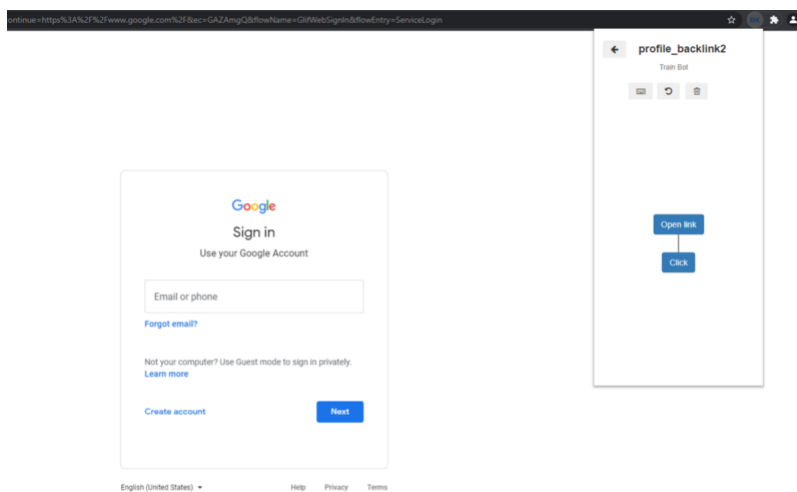 ontinue=https%3A%2F%2Fwww.google.com%2F&ec=GAZAmgQ&flowName=GlifWebSignIn&flowEntry=ServiceLogin
profile_backlink2
Train Bot
Google
Sign in
Use your Google Account
Email or phone
Forgot email?
Not your computer? Use Guest mode to sign in privately.
Learn more
Create account
Next
English (United States)
Help
Privacy
Terms
Open link
Click